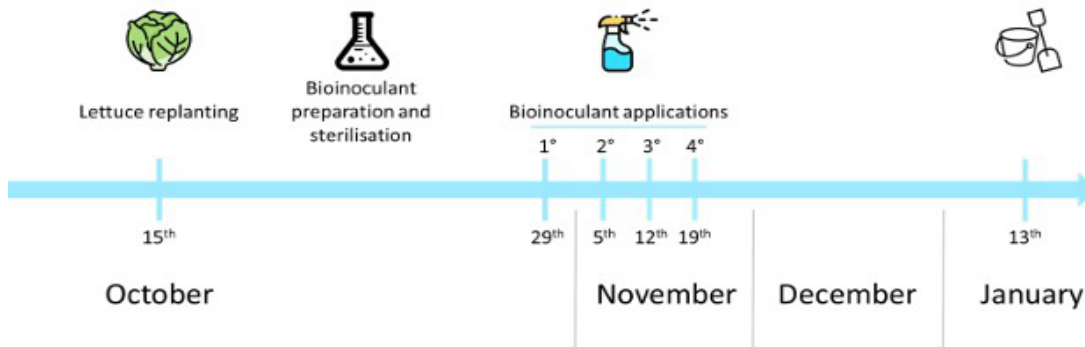 Lettuce replanting
Bioinoculant
preparation and
sterilisation
Bioinoculant applications
1° 2° 3° 4°
15th 29th 5th 12th 19th 13th
October November December January